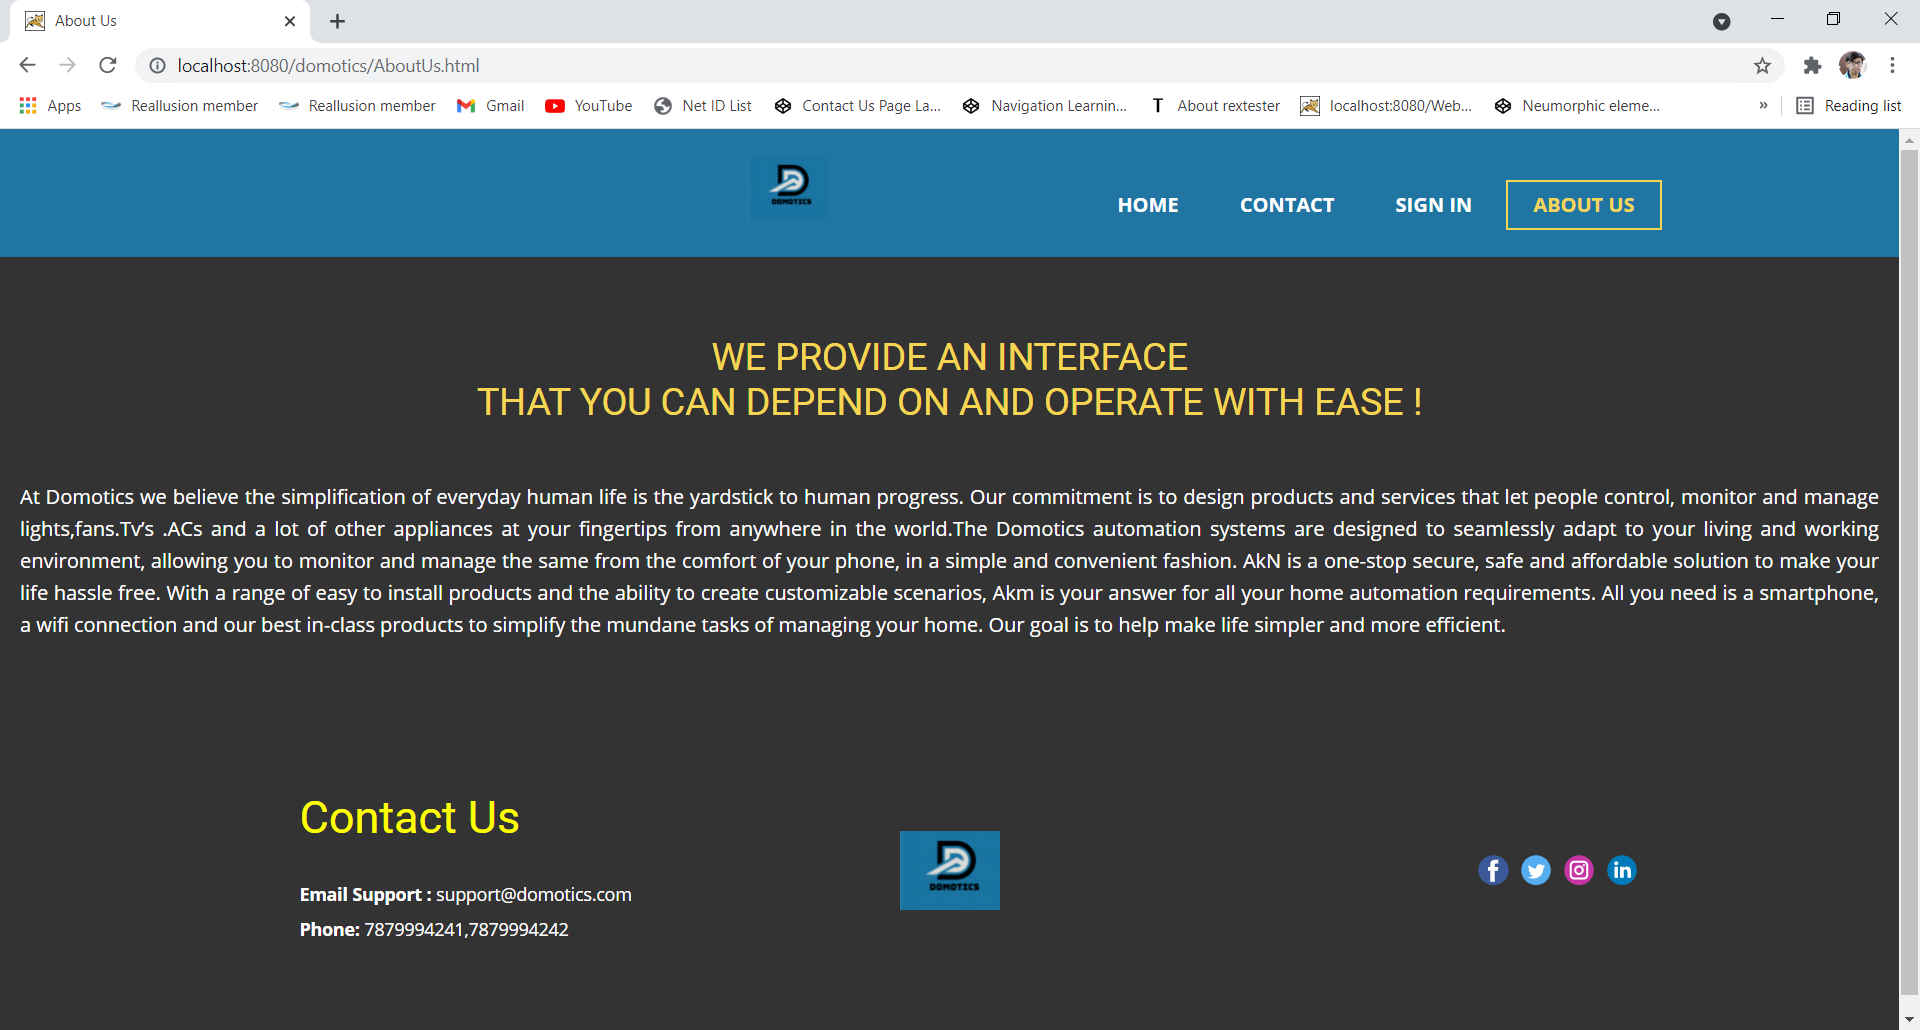 About Us
localhost:8080/domotics/AboutUs.html
Apps Reallusion member Reallusion member Gmail YouTube Net ID List Contact Us Page La... Navigation Learnin... T About rextester localhost:8080/Web... Neumorphic eleme... » Reading list
D
DOMOTICS
HOME CONTACT SIGN IN ABOUT US
WE PROVIDE AN INTERFACE
THAT YOU CAN DEPEND ON AND OPERATE WITH EASE !
At Domotics we believe the simplification of everyday human life is the yardstick to human progress. Our commitment is to design products and services that let people control, monitor and manage
lights,fans.Tv’s .ACs and a lot of other appliances at your fingertips from anywhere in the world.The Domotics automation systems are designed to seamlessly adapt to your living and working
environment, allowing you to monitor and manage the same from the comfort of your phone, in a simple and convenient fashion. AkN is a one-stop secure, safe and affordable solution to make your
life hassle free. With a range of easy to install products and the ability to create customizable scenarios, Akm is your answer for all your home automation requirements. All you need is a smartphone,
a wifi connection and our best in-class products to simplify the mundane tasks of managing your home. Our goal is to help make life simpler and more efficient.
Contact Us
Email Support : support@domotics.com
Phone: 7879994241,7879994242
D
DOMOTICS
f in